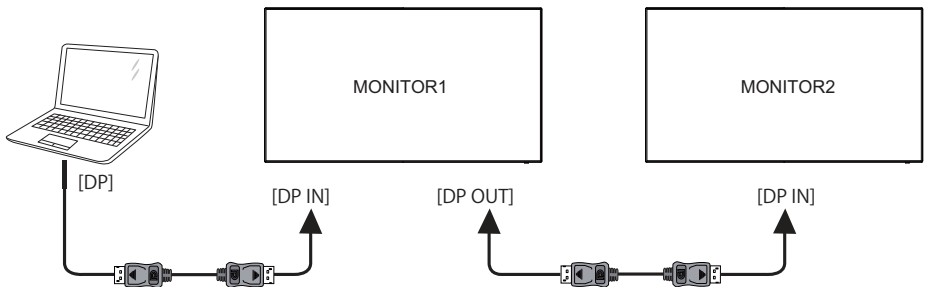 MONITOR1
MONITOR2
[DP]
[DP IN]
[DP OUT]
[DP IN]